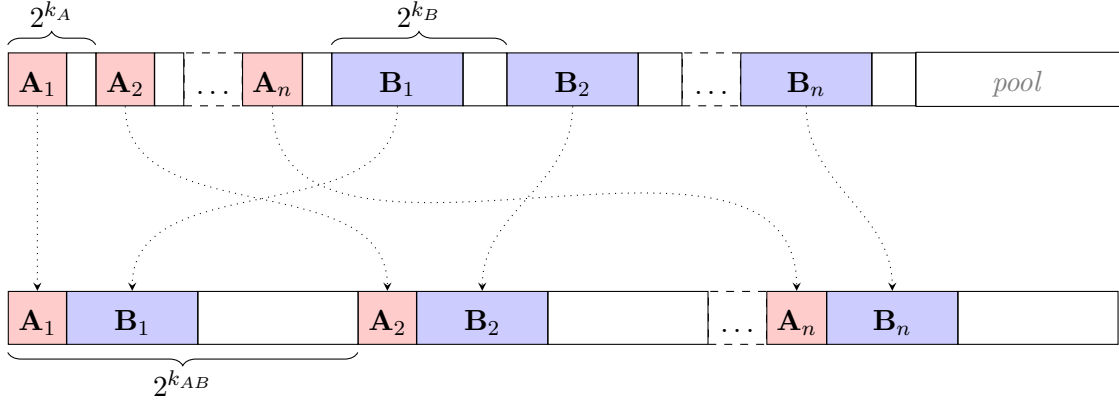 2^{k_A} 2^{k_B}
A_1 A_2 ... A_n B_1 B_2 ... B_n pool
A_1 B_1 A_2 B_2 ... A_n B_n
2^{k_{AB}}